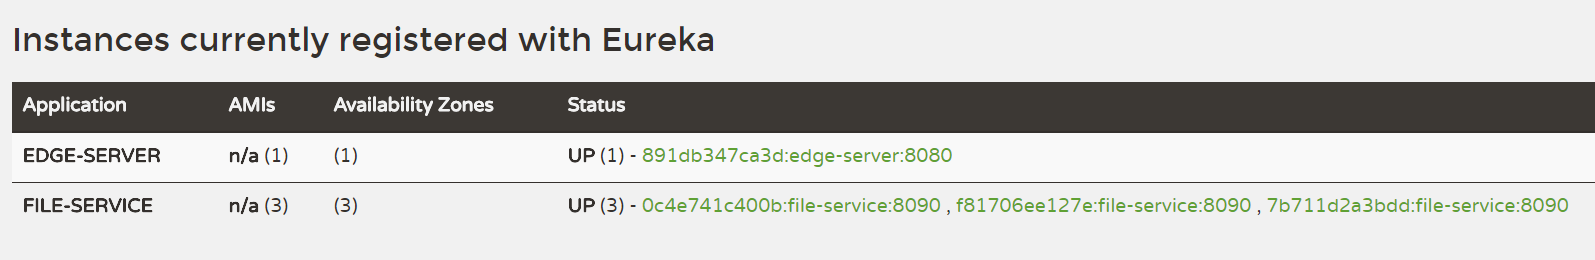 Instances currently registered with Eureka
Application AMIs Availability Zones Status
EDGE-SERVER n/a (1) (1) UP (1) - 891db347ca3d:edge-server:8080
FILE-SERVICE n/a (3) (3) UP (3) - 0c4e741c400b:file-service:8090 , f81706ee127e:file-service:8090 , 7b711d2a3bdd:file-service:8090